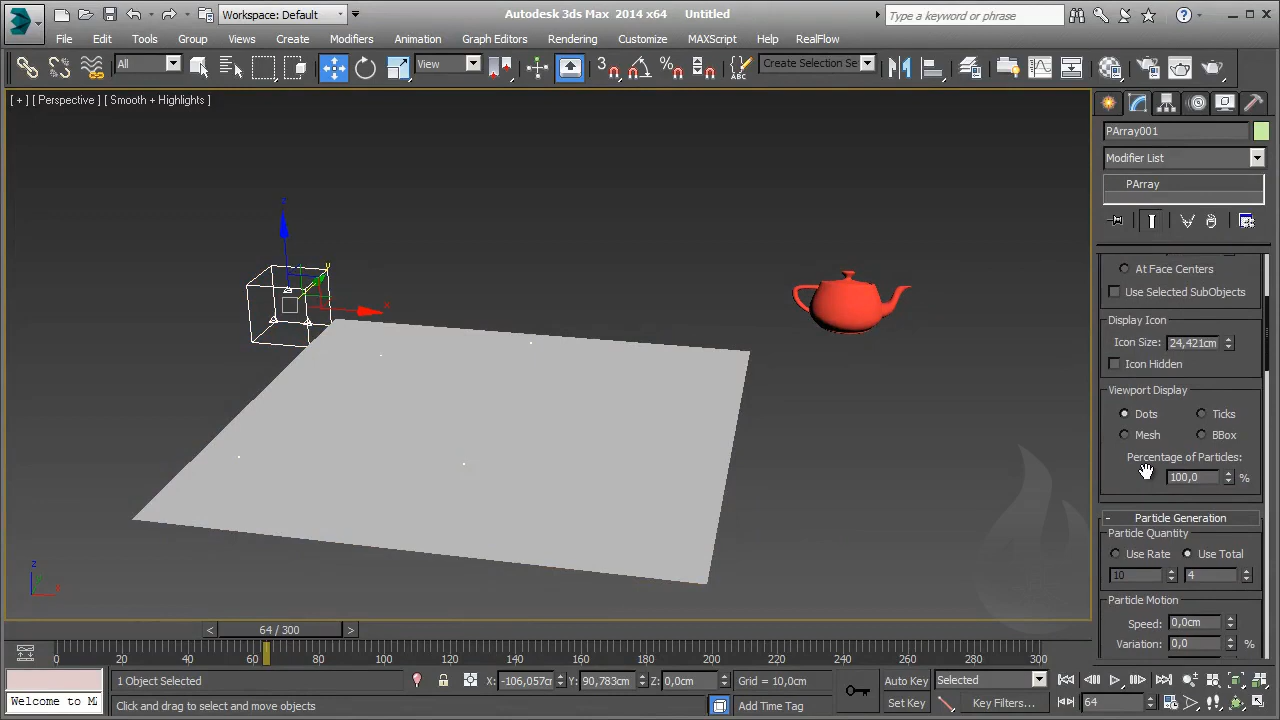 Workspace: Default
Autodesk 3ds Max 2014 x64 Untitled
Type a keyword or phrase
File Edit Tools Group Views Create Modifiers Animation Graph Editors Rendering Customize MAXScript Help RealFlow
All
View
3
Create Selection Se
[ + ] [ Perspective ] [ Smooth + Highlights ]
PArray001
Modifier List
PArray
At Face Centers
Use Selected SubObjects
Display Icon
Icon Size: 24,421cm
Icon Hidden
Viewport Display
Dots Ticks
Mesh BBox
Percentage of Particles:
100,0 %
- Particle Generation
Particle Quantity
Use Rate Use Total
10 4
Particle Motion
Speed: 0,0cm
Variation: 0,0 %
z
y
x
z
x
< 64 / 300 >
0 20 40 60 80 100 120 140 160 180 200 220 240 260 280 300
1 Object Selected
X: -106,057c Y: 90,783cm Z: 0,0cm
Grid = 10,0cm
Auto Key Selected
Welcome to M
Click and drag to select and move objects
Add Time Tag
Set Key Key Filters...
64